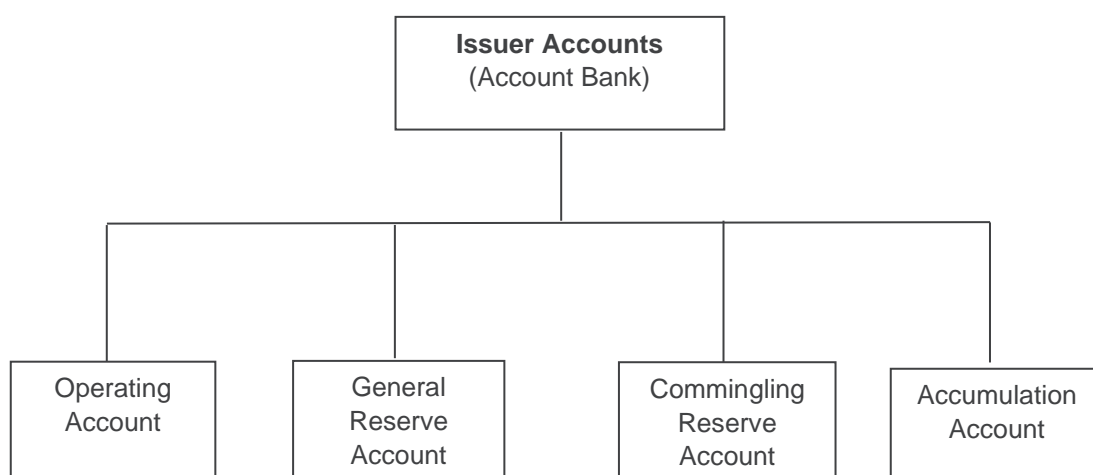 Issuer Accounts
(Account Bank)
Operating
Account
General
Reserve
Account
Commingling
Reserve
Account
Accumulation
Account